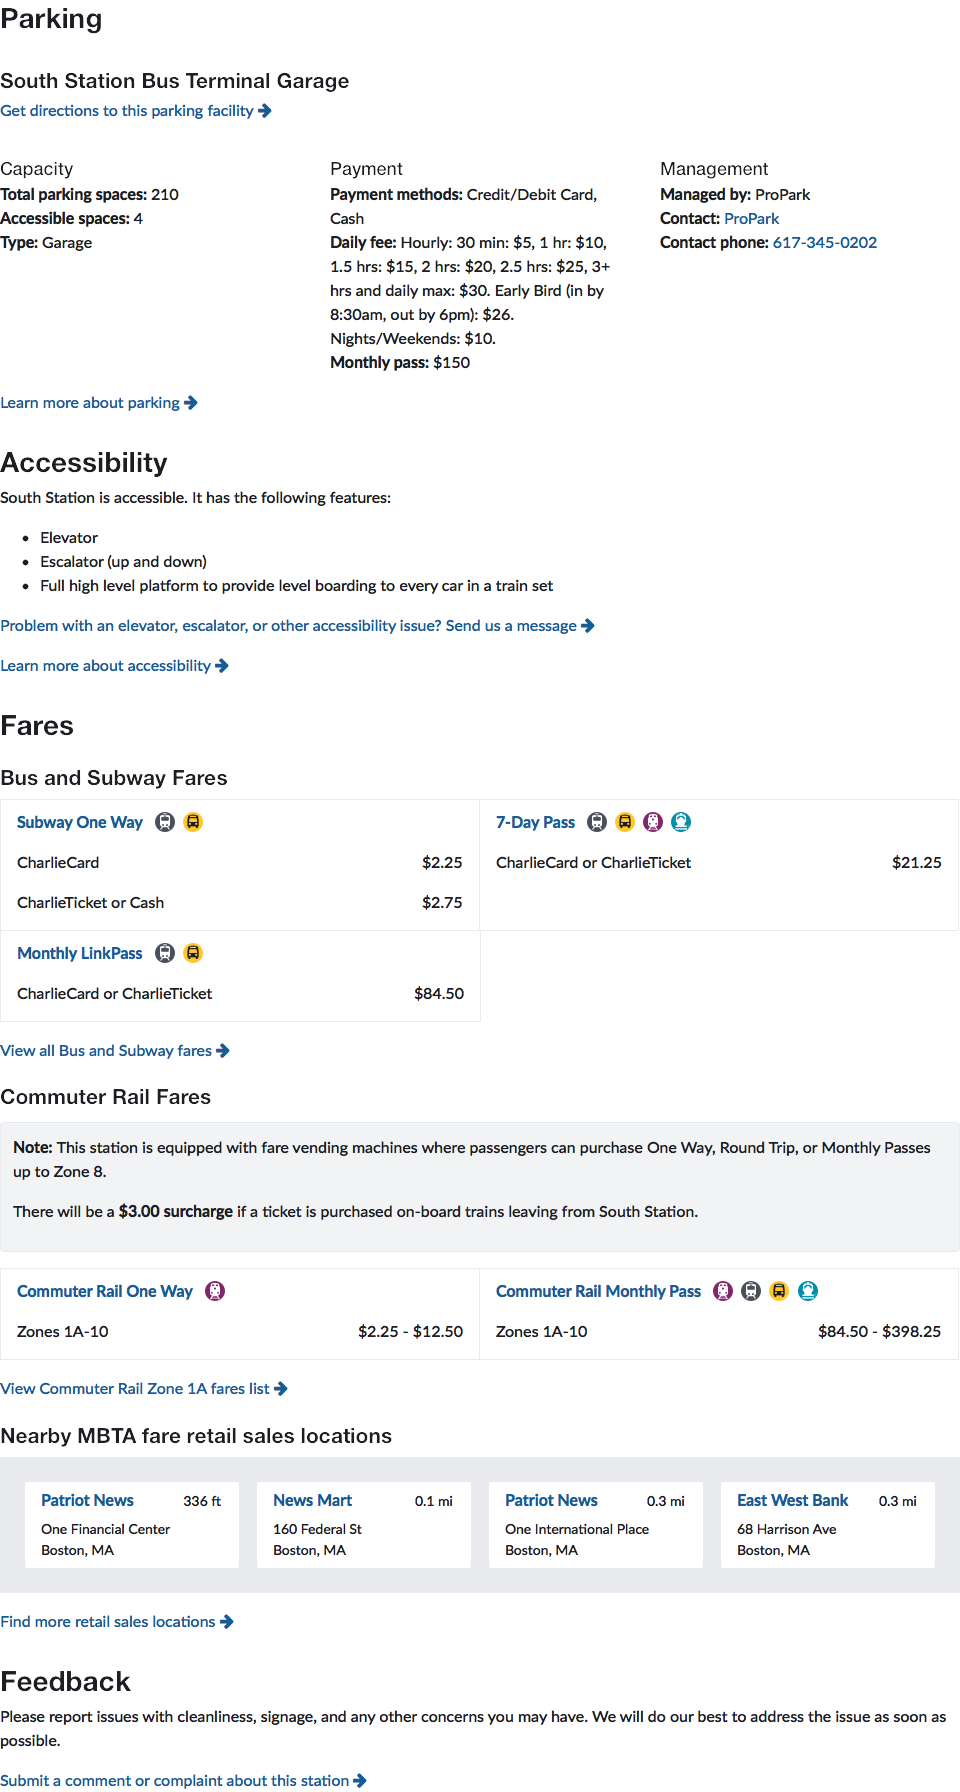 Parking
South Station Bus Terminal Garage
Get directions to this parking facility
Capacity
Total parking spaces: 210
Accessible spaces: 4
Type: Garage
Payment
Payment methods: Credit/Debit Card,
Cash
Daily fee: Hourly: 30 min: $5, 1 hr: $10,
1.5 hrs: $15, 2 hrs: $20, 2.5 hrs: $25, 3+
hrs and daily max: $30. Early Bird (in by
8:30am, out by 6pm): $26.
Nights/Weekends: $10.
Monthly pass: $150
Management
Managed by: ProPark
Contact: ProPark
Contact phone: 617-345-0202
Learn more about parking
Accessibility
South Station is accessible. It has the following features:
• Elevator
• Escalator (up and down)
• Full high level platform to provide level boarding to every car in a train set
Problem with an elevator, escalator, or other accessibility issue? Send us a message
Learn more about accessibility
Fares
Bus and Subway Fares
Subway One Way
CharlieCard $2.25
CharlieTicket or Cash $2.75
7-Day Pass
CharlieCard or CharlieTicket $21.25
Monthly LinkPass
CharlieCard or CharlieTicket $84.50
View all Bus and Subway fares
Commuter Rail Fares
Note: This station is equipped with fare vending machines where passengers can purchase One Way, Round Trip, or Monthly Passes
up to Zone 8.
There will be a $3.00 surcharge if a ticket is purchased on-board trains leaving from South Station.
Commuter Rail One Way
Zones 1A-10 $2.25 - $12.50
Commuter Rail Monthly Pass
Zones 1A-10 $84.50 - $398.25
View Commuter Rail Zone 1A fares list
Nearby MBTA fare retail sales locations
Patriot News 336 ft
One Financial Center
Boston, MA
News Mart 0.1 mi
160 Federal St
Boston, MA
Patriot News 0.3 mi
One International Place
Boston, MA
East West Bank 0.3 mi
68 Harrison Ave
Boston, MA
Find more retail sales locations
Feedback
Please report issues with cleanliness, signage, and any other concerns you may have. We will do our best to address the issue as soon as
possible.
Submit a comment or complaint about this station